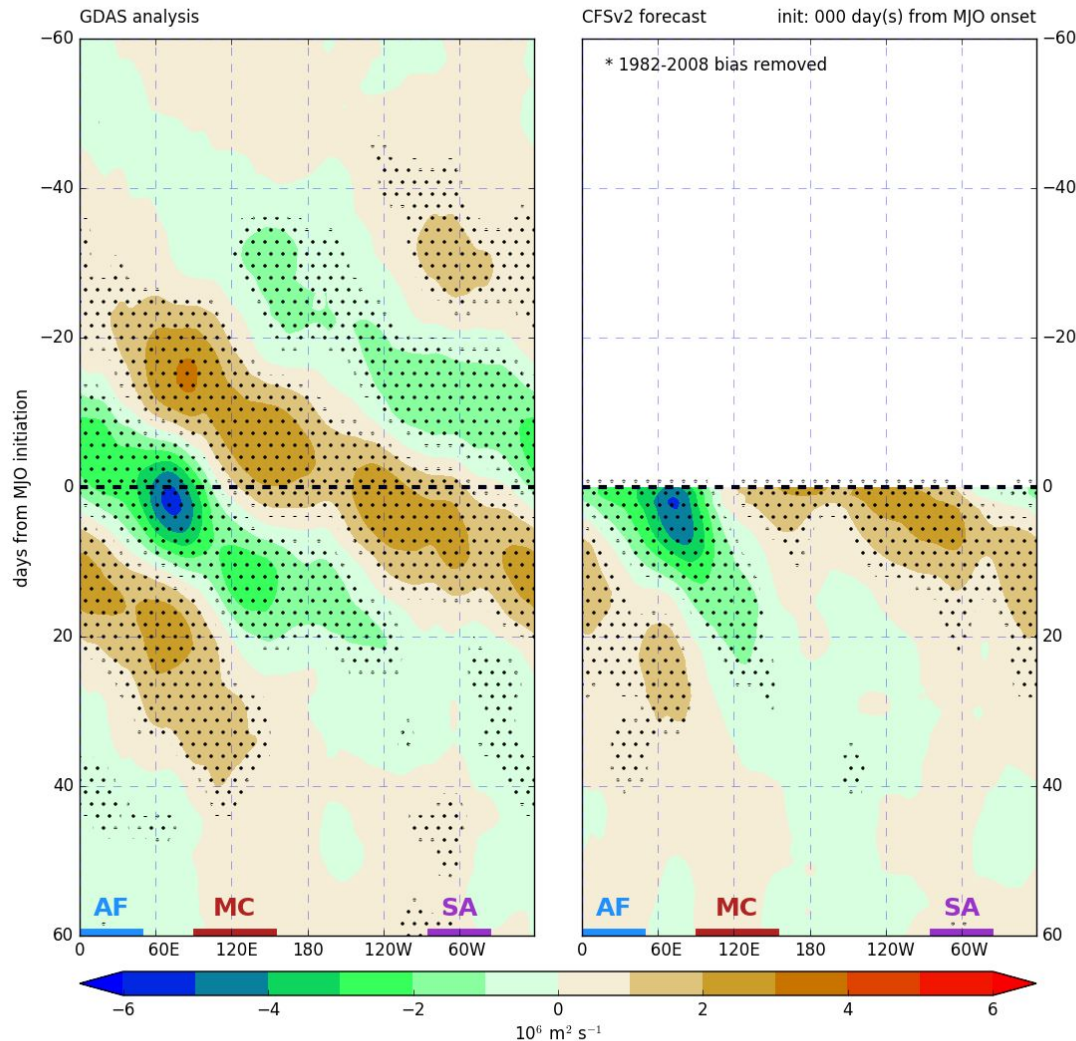 GDAS analysis
CFSv2 forecast init: 000 day(s) from MJO onset
* 1982-2008 bias removed
days from MJO initiation
−60
−40
−20
0
20
40
60
−60
−40
−20
0
20
40
60
AF MC SA
AF MC SA
0 60E 120E 180 120W 60W
0 60E 120E 180 120W 60W
−6 −4 −2 0 2 4 6
10⁶ m² s⁻¹